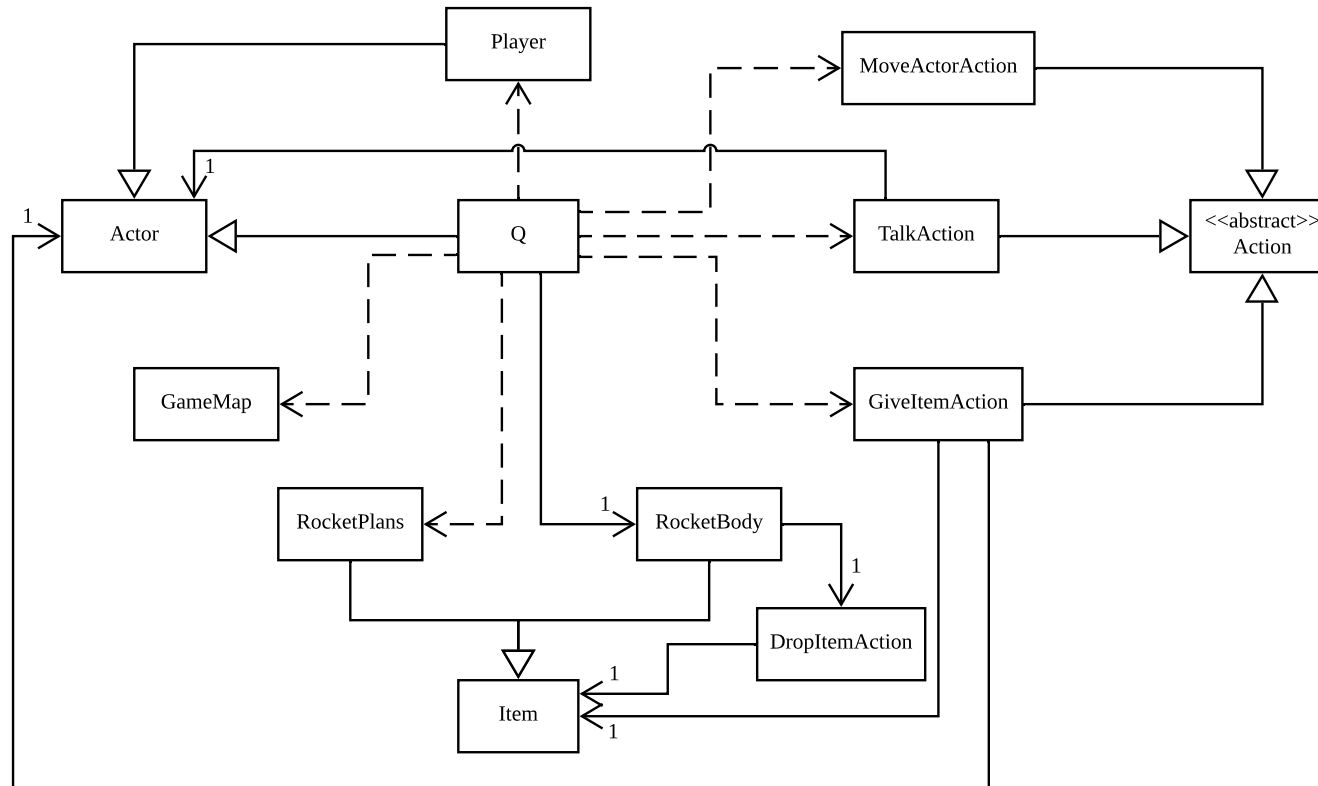 Player
MoveActorAction
1
1
Actor
Q
TalkAction
<<abstract>>
Action
GameMap
GiveItemAction
RocketPlans
1
RocketBody
1
DropItemAction
1
Item
1